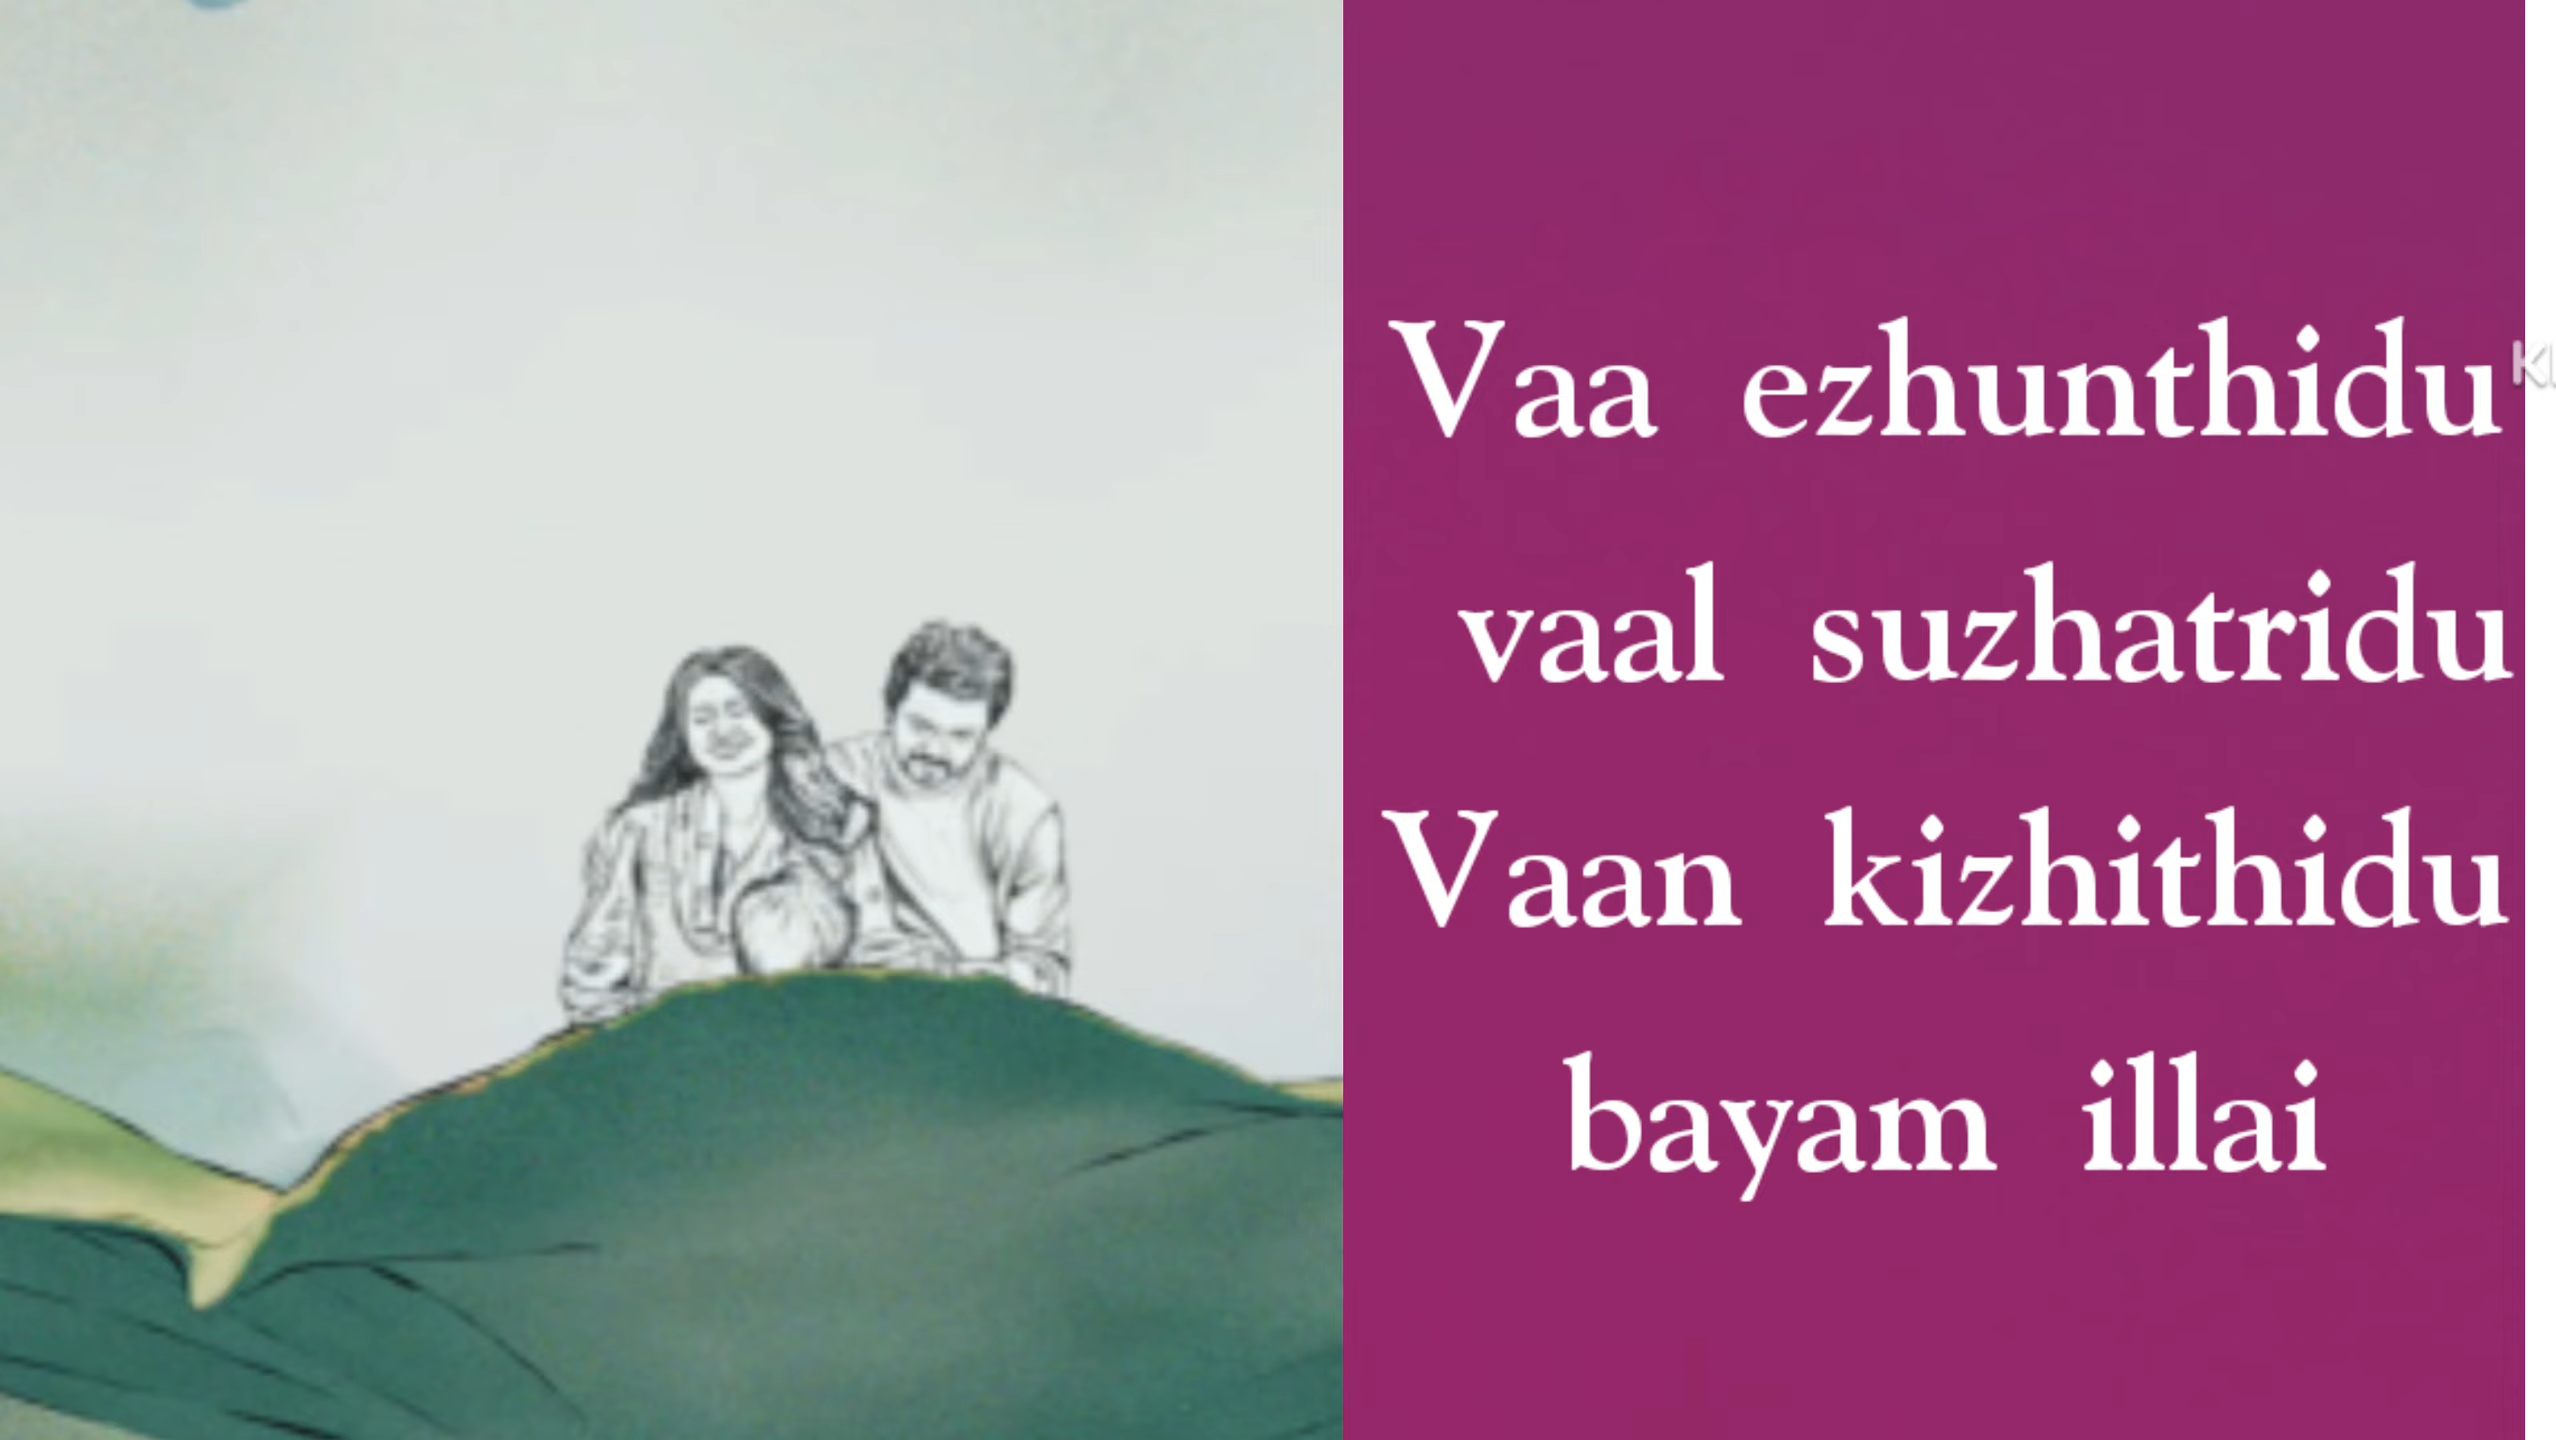 Vaa ezhunthidu
vaal suzhatridu
Vaan kizhithidu
bayam illai